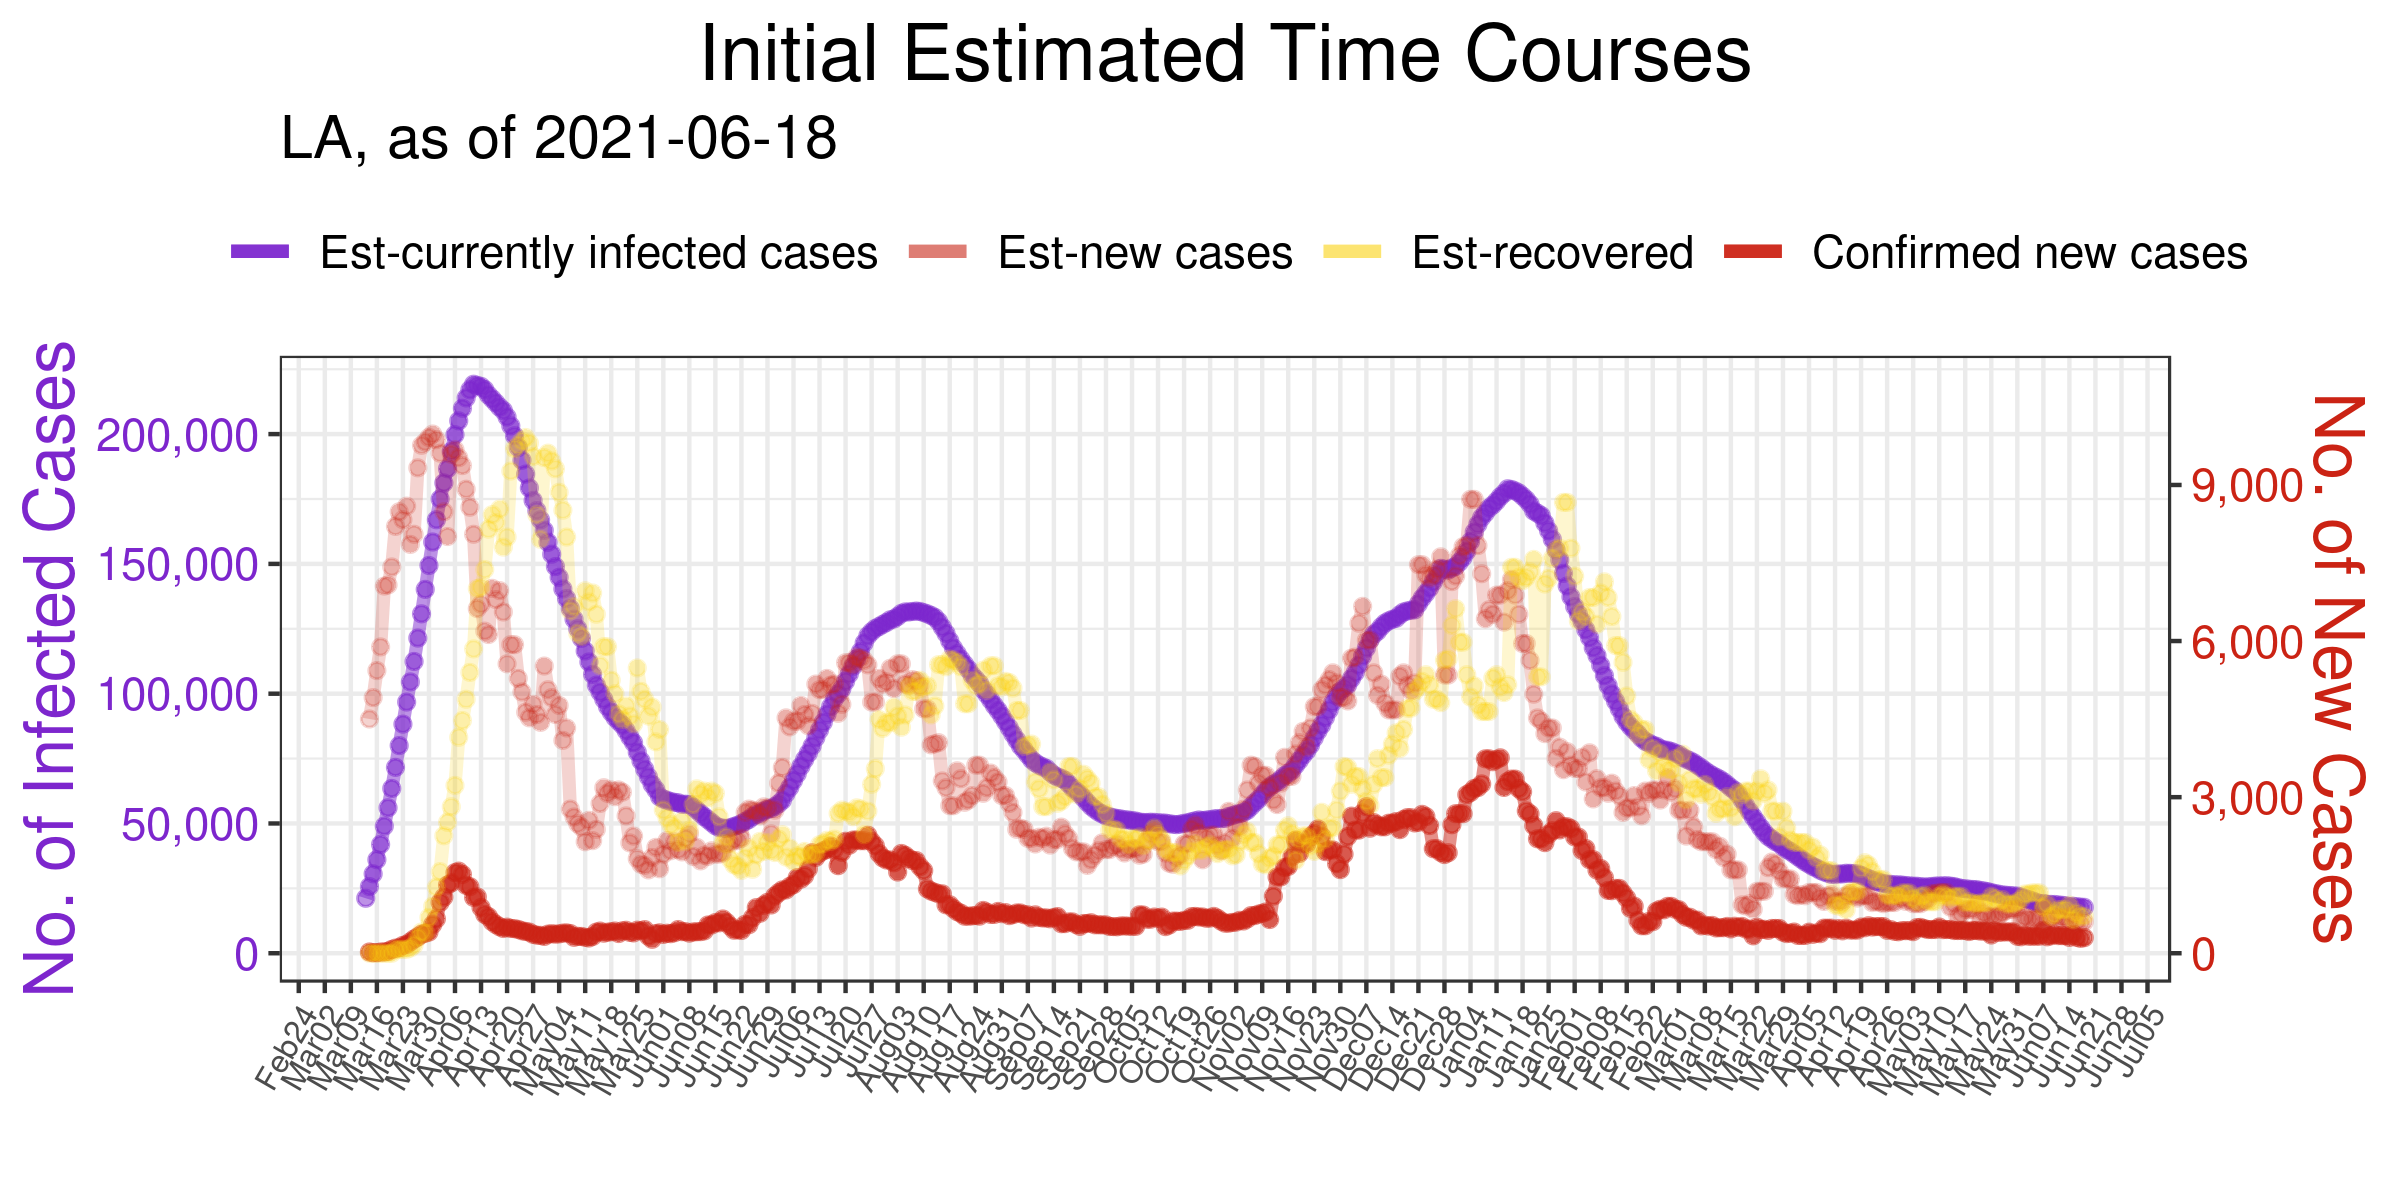 Initial Estimated Time Courses
LA, as of 2021-06-18
Est-currently infected cases Est-new cases Est-recovered Confirmed new cases
No. of Infected Cases
200,000
150,000
100,000
50,000
0
No. of New Cases
9,000
6,000
3,000
0
Feb24
Mar02
Mar09
Mar16
Mar23
Mar30
Apr06
Apr13
Apr20
Apr27
May04
May11
May18
May25
Jun01
Jun08
Jun15
Jun22
Jun29
Jul06
Jul13
Jul20
Jul27
Aug03
Aug10
Aug17
Aug24
Aug31
Sep07
Sep14
Sep21
Sep28
Oct05
Oct12
Oct19
Oct26
Nov02
Nov09
Nov16
Nov23
Nov30
Dec07
Dec14
Dec21
Dec28
Jan04
Jan11
Jan18
Jan25
Feb01
Feb08
Feb15
Feb22
Mar01
Mar08
Mar15
Mar22
Mar29
Apr05
Apr12
Apr19
Apr26
May03
May10
May17
May24
May31
Jun07
Jun14
Jun21
Jun28
Jul05